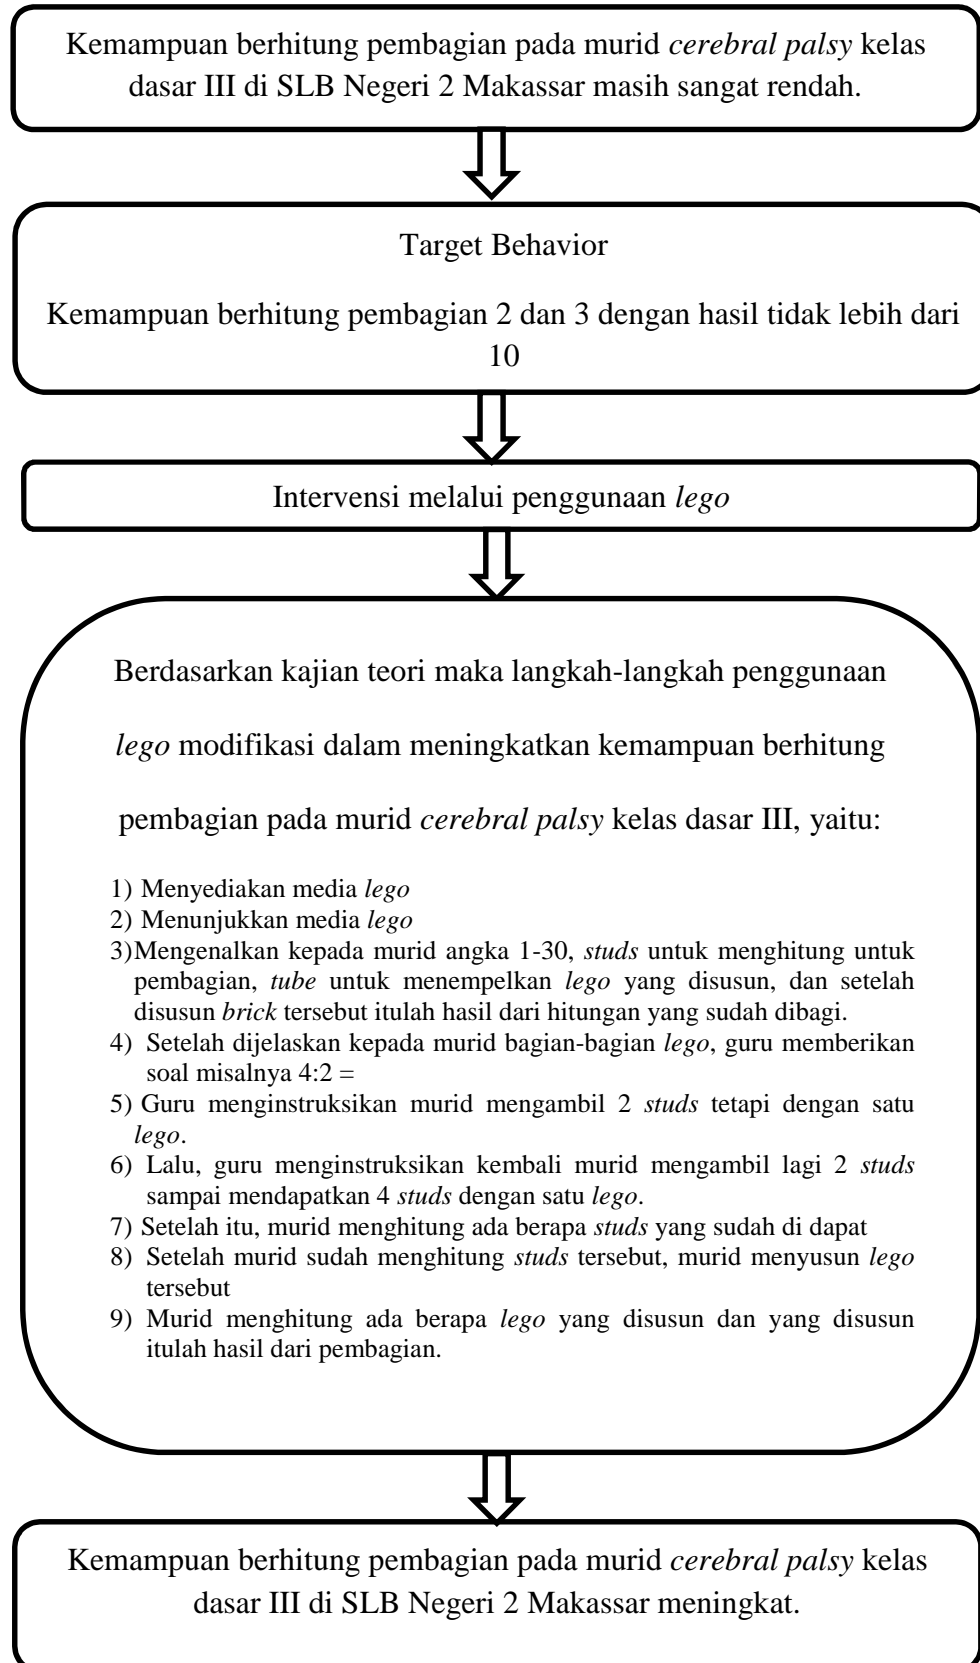 Kemampuan berhitung pembagian pada murid cerebral palsy kelas
dasar III di SLB Negeri 2 Makassar masih sangat rendah.
Target Behavior
Kemampuan berhitung pembagian 2 dan 3 dengan hasil tidak lebih dari
10
Intervensi melalui penggunaan lego
Berdasarkan kajian teori maka langkah-langkah penggunaan
lego modifikasi dalam meningkatkan kemampuan berhitung
pembagian pada murid cerebral palsy kelas dasar III, yaitu:
1) Menyediakan media lego
2) Menunjukkan media lego
3)Mengenalkan kepada murid angka 1-30, studs untuk menghitung untuk
pembagian, tube untuk menempelkan lego yang disusun, dan setelah
disusun brick tersebut itulah hasil dari hitungan yang sudah dibagi.
4) Setelah dijelaskan kepada murid bagian-bagian lego, guru memberikan
soal misalnya 4:2 =
5) Guru menginstruksikan murid mengambil 2 studs tetapi dengan satu
lego.
6) Lalu, guru menginstruksikan kembali murid mengambil lagi 2 studs
sampai mendapatkan 4 studs dengan satu lego.
7) Setelah itu, murid menghitung ada berapa studs yang sudah di dapat
8) Setelah murid sudah menghitung studs tersebut, murid menyusun lego
tersebut
9) Murid menghitung ada berapa lego yang disusun dan yang disusun
itulah hasil dari pembagian.
Kemampuan berhitung pembagian pada murid cerebral palsy kelas
dasar III di SLB Negeri 2 Makassar meningkat.